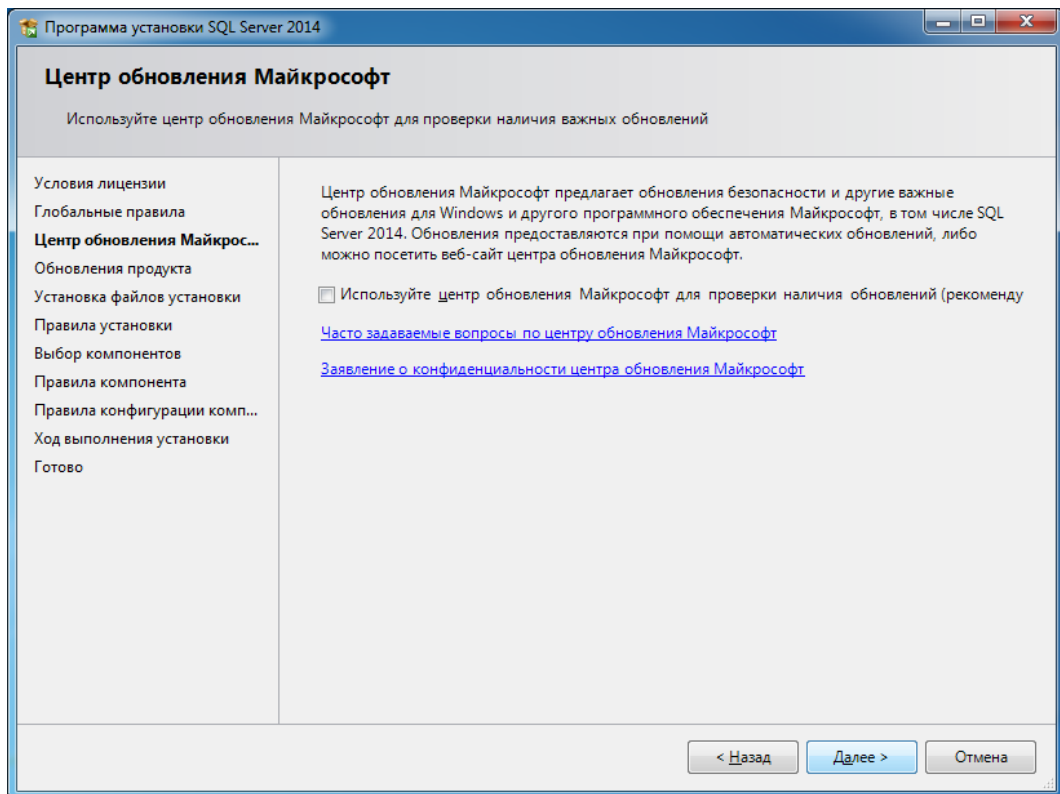 Программа установки SQL Server 2014
Центр обновления Майкрософт
Используйте центр обновления Майкрософт для проверки наличия важных обновлений
Условия лицензии
Глобальные правила
Центр обновления Майкрос...
Обновления продукта
Установка файлов установки
Правила установки
Выбор компонентов
Правила компонента
Правила конфигурации комп...
Ход выполнения установки
Готово
Центр обновления Майкрософт предлагает обновления безопасности и другие важные
обновления для Windows и другого программного обеспечения Майкрософт, в том числе SQL
Server 2014. Обновления предоставляются при помощи автоматических обновлений, либо
можно посетить веб-сайт центра обновления Майкрософт.
Используйте центр обновления Майкрософт для проверки наличия обновлений (рекоменду
Часто задаваемые вопросы по центру обновления Майкрософт
Заявление о конфиденциальности центра обновления Майкрософт
< Назад
Далее >
Отмена